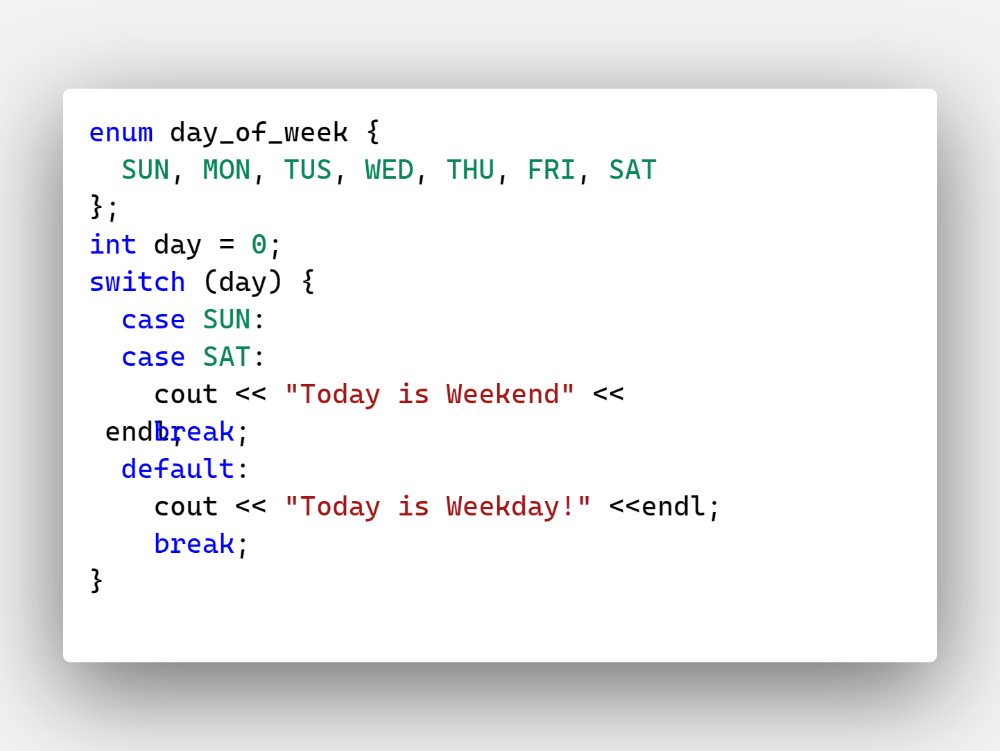 enum day_of_week {
  SUN, MON, TUS, WED, THU, FRI, SAT
};
int day = 0;
switch (day) {
  case SUN:
  case SAT:
    cout << "Today is Weekend" <<
 endl;
    break;
  default:
    cout << "Today is Weekday!" <<endl;
    break;
}